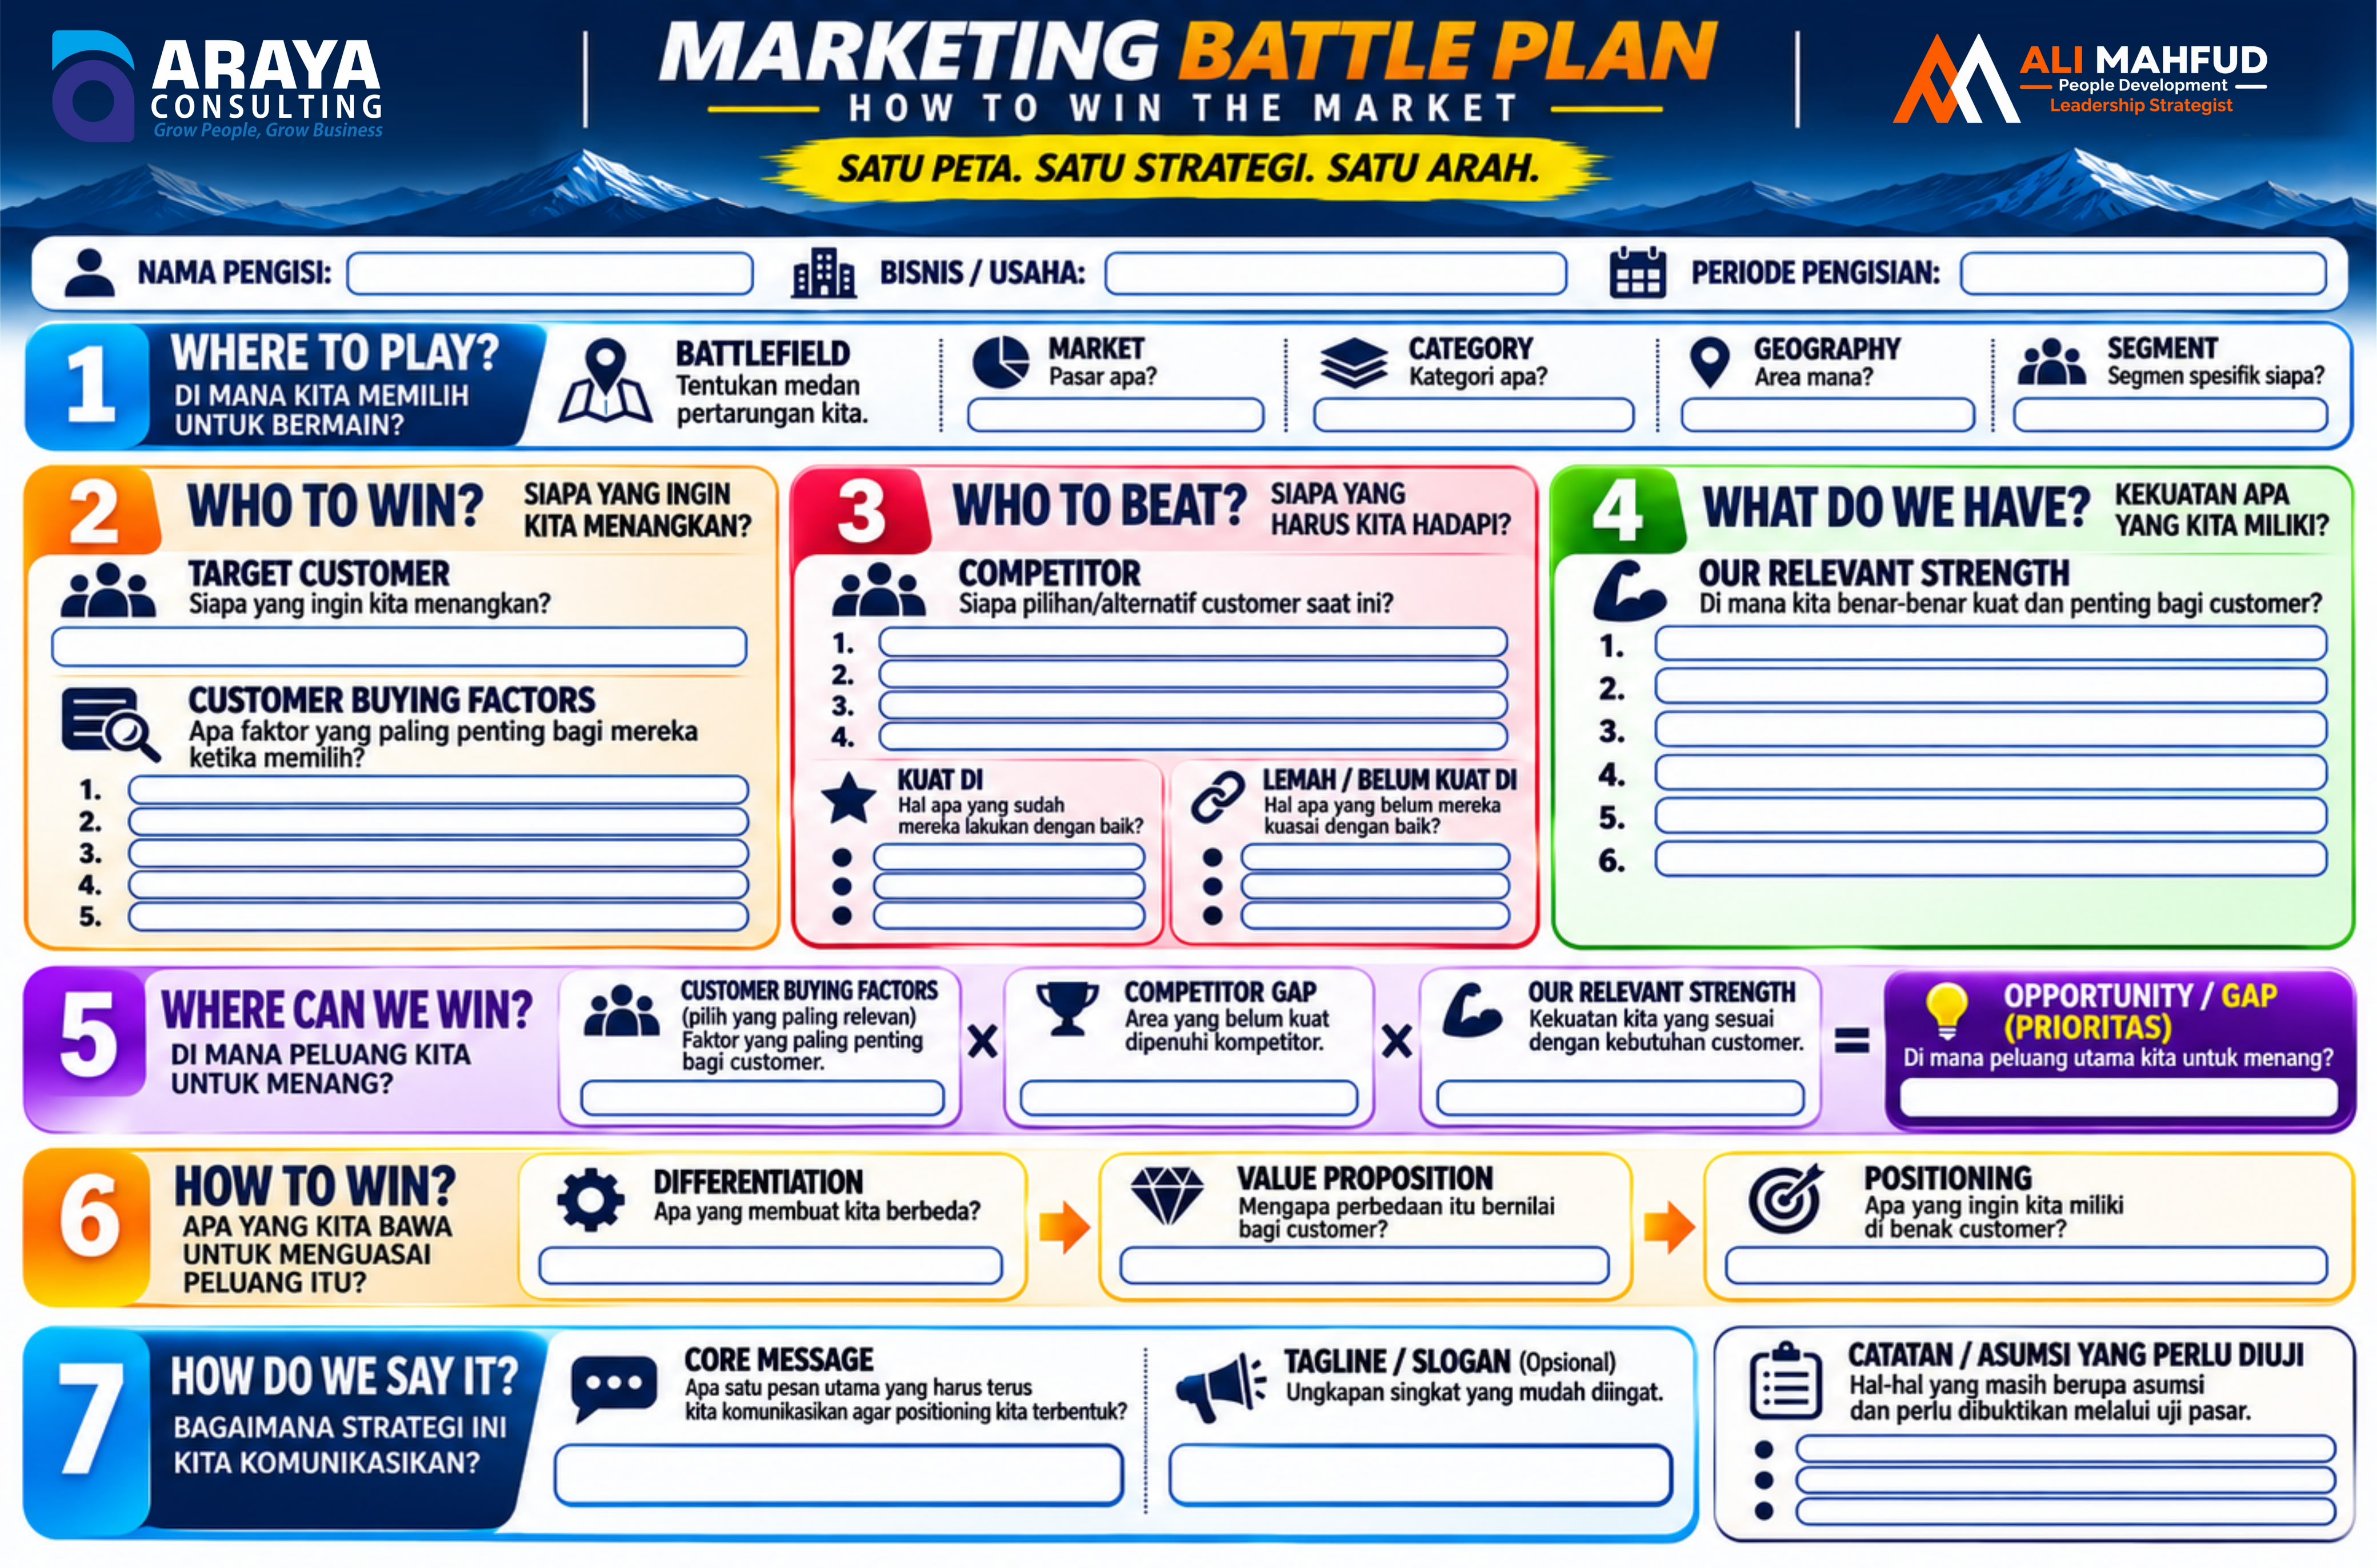 ARAYA
CONSULTING
Grow People, Grow Business
MARKETING BATTLE PLAN
HOW TO WIN THE MARKET
SATU PETA. SATU STRATEGI. SATU ARAH.
ALI MAHFUD
People Development
Leadership Strategist
NAMA PENGISI:
BISNIS / USAHA:
PERIODE PENGISIAN:
1
WHERE TO PLAY?
DI MANA KITA MEMILIH
UNTUK BERMAIN?
BATTLEFIELD
Tentukan medan
pertarungan kita.
MARKET
Pasar apa?
CATEGORY
Kategori apa?
GEOGRAPHY
Area mana?
SEGMENT
Segmen spesifik siapa?
2
WHO TO WIN?
SIAPA YANG INGIN
KITA MENANGKAN?
TARGET CUSTOMER
Siapa yang ingin kita menangkan?
CUSTOMER BUYING FACTORS
Apa faktor yang paling penting bagi mereka
ketika memilih?
1.
2.
3.
4.
5.
3
WHO TO BEAT?
SIAPA YANG
HARUS KITA HADAPI?
COMPETITOR
Siapa pilihan/alternatif customer saat ini?
1.
2.
3.
4.
KUAT DI
Hal apa yang sudah
mereka lakukan dengan baik?
LEMAH / BELUM KUAT DI
Hal apa yang belum mereka
kuasai dengan baik?
4
WHAT DO WE HAVE?
KEKUATAN APA
YANG KITA MILIKI?
OUR RELEVANT STRENGTH
Di mana kita benar-benar kuat dan penting bagi customer?
1.
2.
3.
4.
5.
6.
5
WHERE CAN WE WIN?
DI MANA PELUANG KITA
UNTUK MENANG?
CUSTOMER BUYING FACTORS
(pilih yang paling relevan)
Faktor yang paling penting
bagi customer.
×
COMPETITOR GAP
Area yang belum kuat
dipenuhi kompetitor.
×
OUR RELEVANT STRENGTH
Kekuatan kita yang sesuai
dengan kebutuhan customer.
=
OPPORTUNITY / GAP
(PRIORITAS)
Di mana peluang utama kita untuk menang?
6
HOW TO WIN?
APA YANG KITA BAWA
UNTUK MENGUASAI
PELUANG ITU?
DIFFERENTIATION
Apa yang membuat kita berbeda?
VALUE PROPOSITION
Mengapa perbedaan itu bernilai
bagi customer?
POSITIONING
Apa yang ingin kita miliki
di benak customer?
7
HOW DO WE SAY IT?
BAGAIMANA STRATEGI INI
KITA KOMUNIKASIKAN?
CORE MESSAGE
Apa satu pesan utama yang harus terus
kita komunikasikan agar positioning kita terbentuk?
TAGLINE / SLOGAN (Opsional)
Ungkapan singkat yang mudah diingat.
CATATAN / ASUMSI YANG PERLU DIUJI
Hal-hal yang masih berupa asumsi
dan perlu dibuktikan melalui uji pasar.